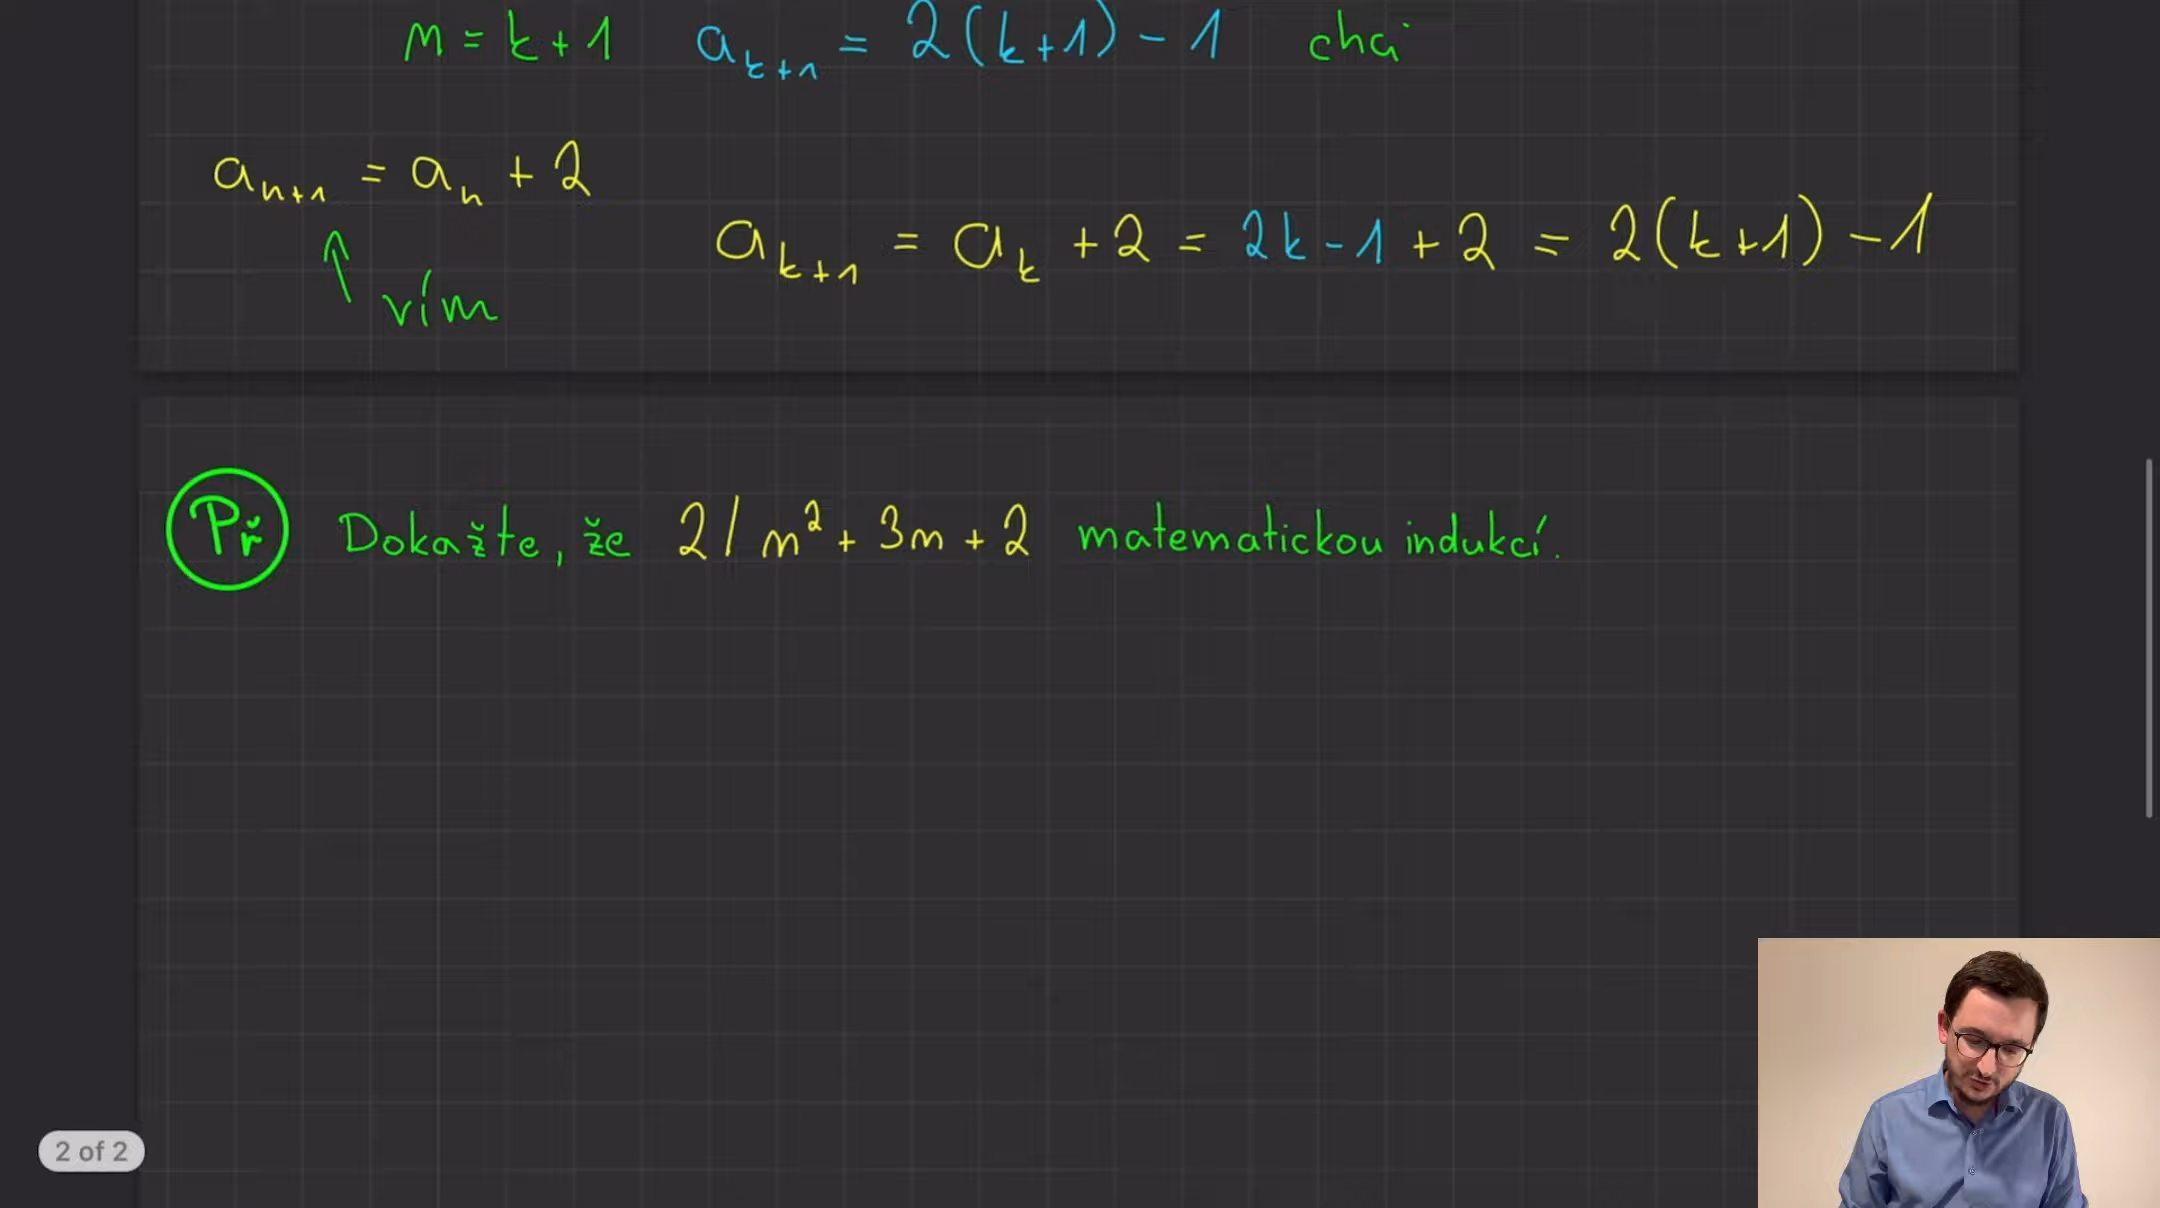 n = k + 1 a_{k+1} = 2(k+1) - 1 chci
a_{n+1} = a_n + 2
a_{k+1} = a_k + 2 = 2k - 1 + 2 = 2(k+1) - 1
↑ vím
Př Dokažte, že 2 | n² + 3n + 2 matematickou indukcí.
2 of 2